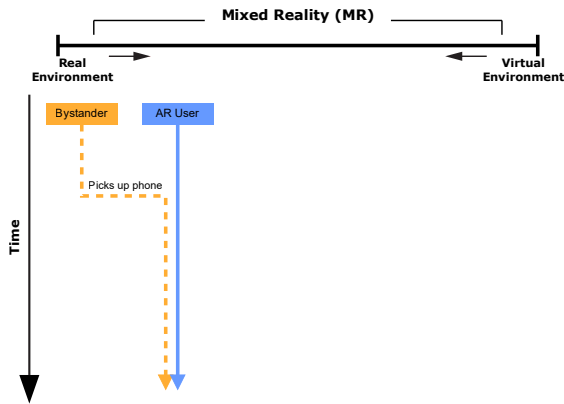 Mixed Reality (MR)
Real
Environment
Virtual
Environment
Bystander
AR User
Picks up phone
Time